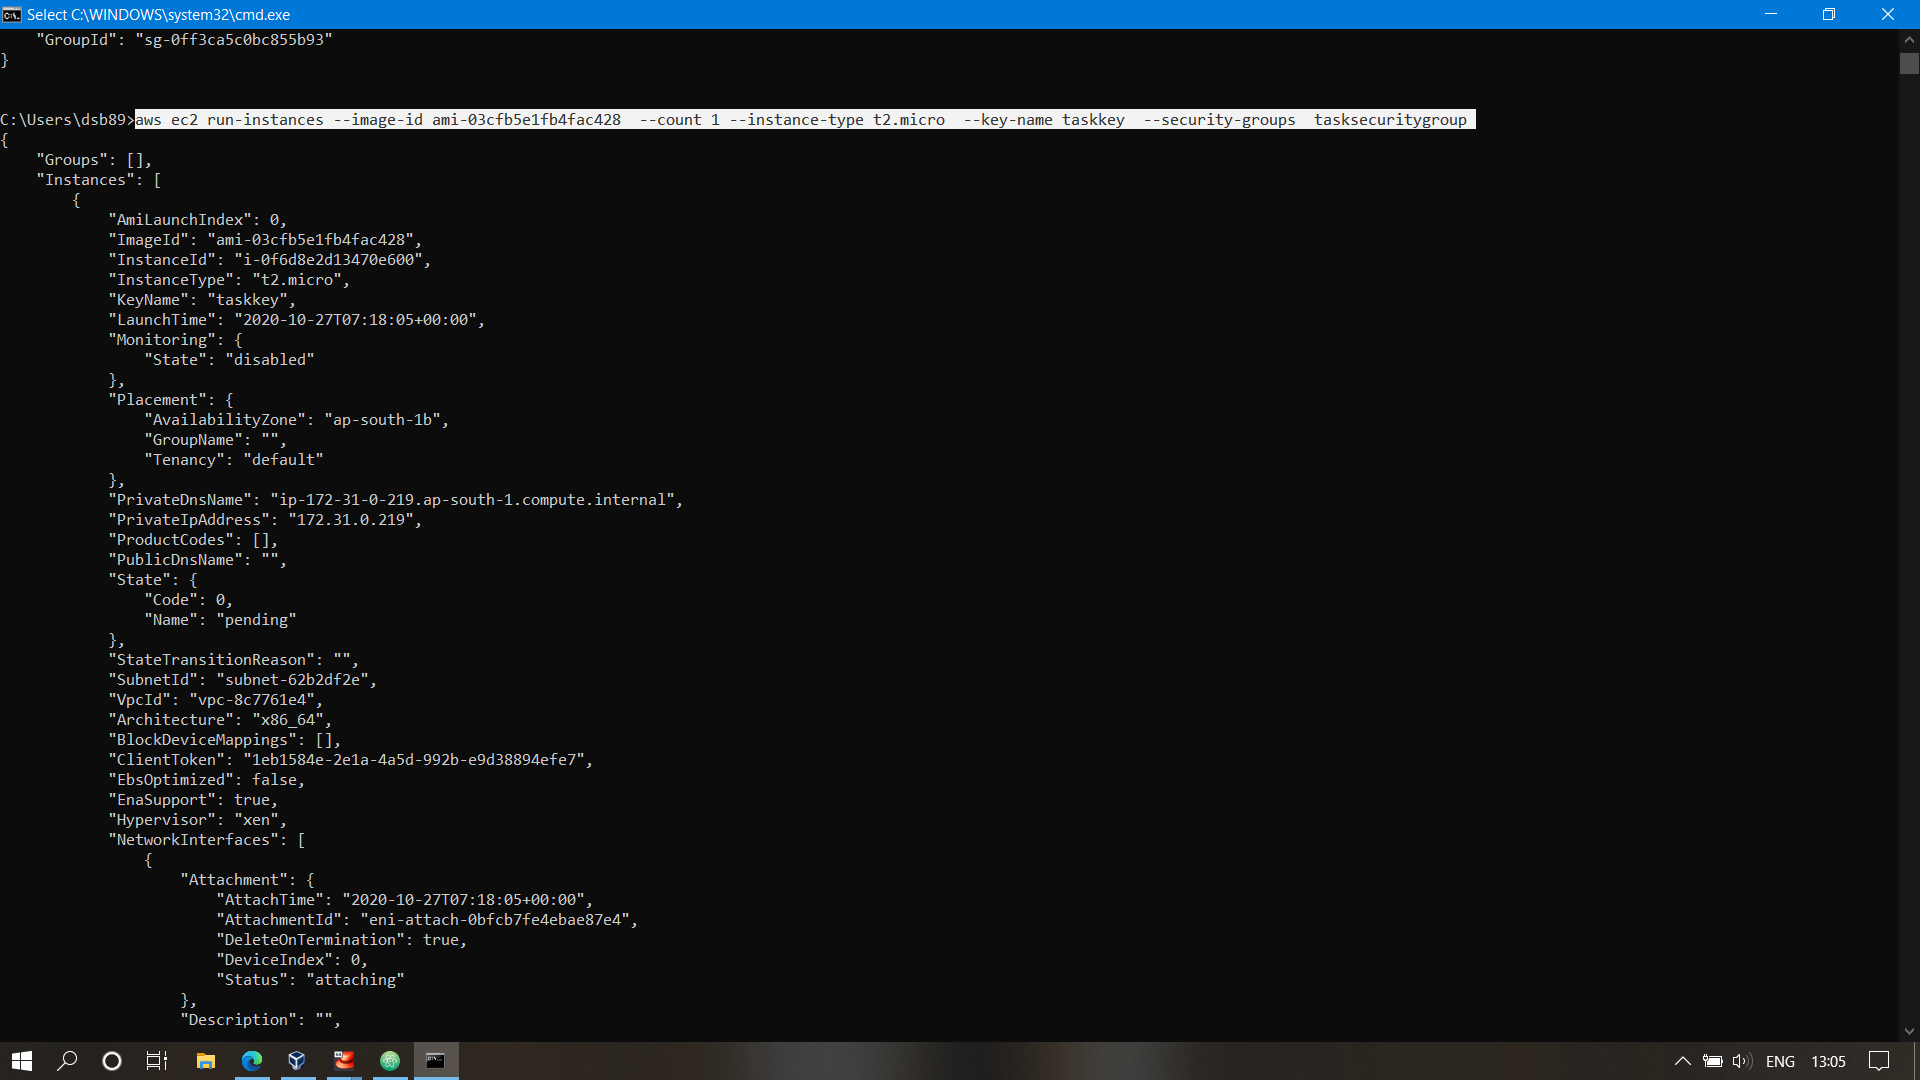 Select C:\WINDOWS\system32\cmd.exe
    "GroupId": "sg-0ff3ca5c0bc855b93"
}
C:\Users\dsb89>aws ec2 run-instances --image-id ami-03cfb5e1fb4fac428  --count 1 --instance-type t2.micro  --key-name taskkey  --security-groups  tasksecuritygroup
{
    "Groups": [],
    "Instances": [
        {
            "AmiLaunchIndex": 0,
            "ImageId": "ami-03cfb5e1fb4fac428",
            "InstanceId": "i-0f6d8e2d13470e600",
            "InstanceType": "t2.micro",
            "KeyName": "taskkey",
            "LaunchTime": "2020-10-27T07:18:05+00:00",
            "Monitoring": {
                "State": "disabled"
            },
            "Placement": {
                "AvailabilityZone": "ap-south-1b",
                "GroupName": "",
                "Tenancy": "default"
            },
            "PrivateDnsName": "ip-172-31-0-219.ap-south-1.compute.internal",
            "PrivateIpAddress": "172.31.0.219",
            "ProductCodes": [],
            "PublicDnsName": "",
            "State": {
                "Code": 0,
                "Name": "pending"
            },
            "StateTransitionReason": "",
            "SubnetId": "subnet-62b2df2e",
            "VpcId": "vpc-8c7761e4",
            "Architecture": "x86_64",
            "BlockDeviceMappings": [],
            "ClientToken": "1eb1584e-2e1a-4a5d-992b-e9d38894efe7",
            "EbsOptimized": false,
            "EnaSupport": true,
            "Hypervisor": "xen",
            "NetworkInterfaces": [
                {
                    "Attachment": {
                        "AttachTime": "2020-10-27T07:18:05+00:00",
                        "AttachmentId": "eni-attach-0bfcb7fe4ebae87e4",
                        "DeleteOnTermination": true,
                        "DeviceIndex": 0,
                        "Status": "attaching"
                    },
                    "Description": "",
ENG 13:05